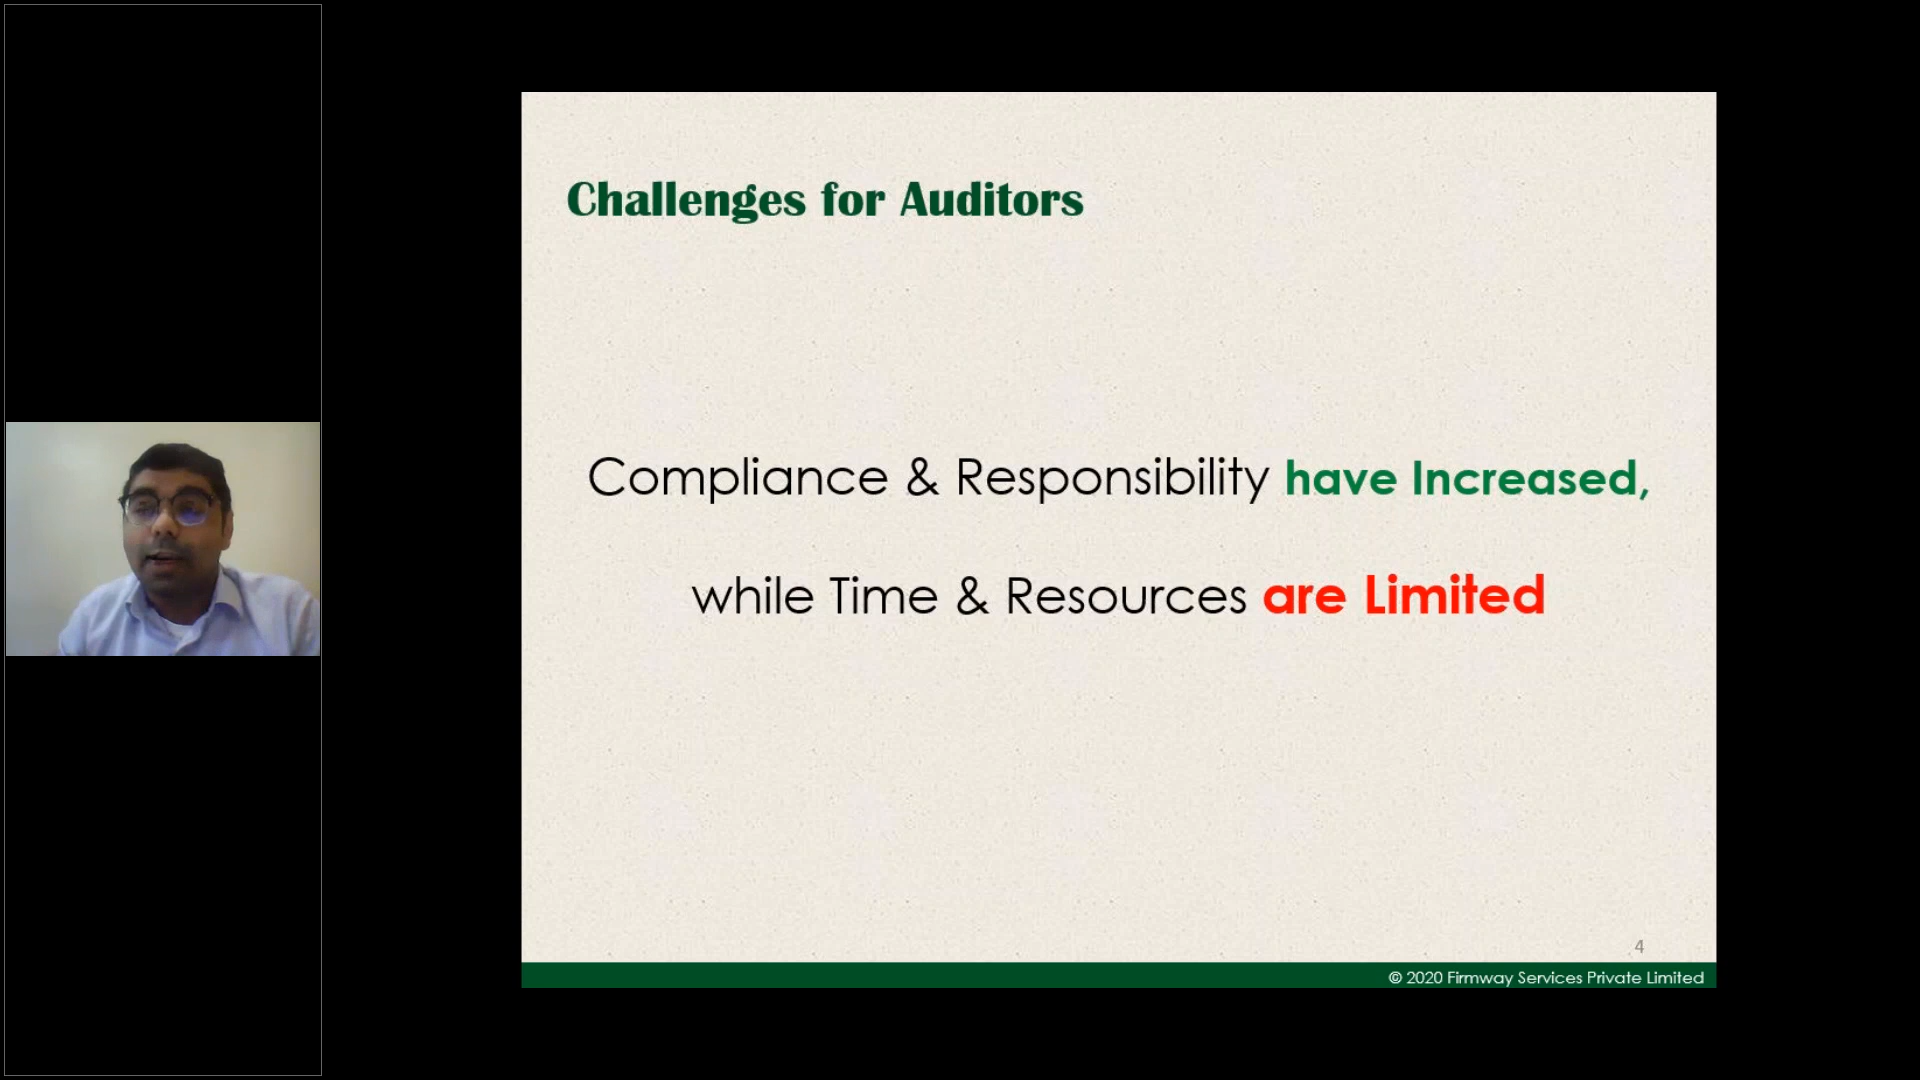 Challenges for Auditors
Compliance & Responsibility have Increased,
while Time & Resources are Limited
4
© 2020 Firmway Services Private Limited